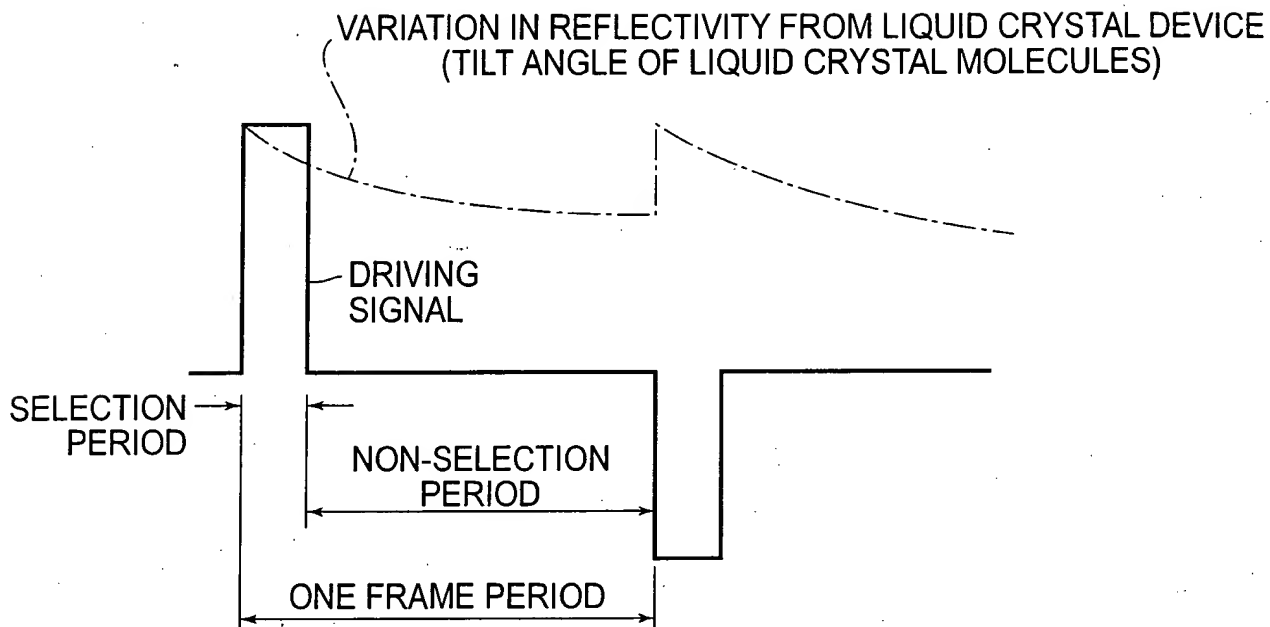 VARIATION IN REFLECTIVITY FROM LIQUID CRYSTAL DEVICE
(TILT ANGLE OF LIQUID CRYSTAL MOLECULES)
DRIVING
SIGNAL
SELECTION
PERIOD
NON-SELECTION
PERIOD
ONE FRAME PERIOD